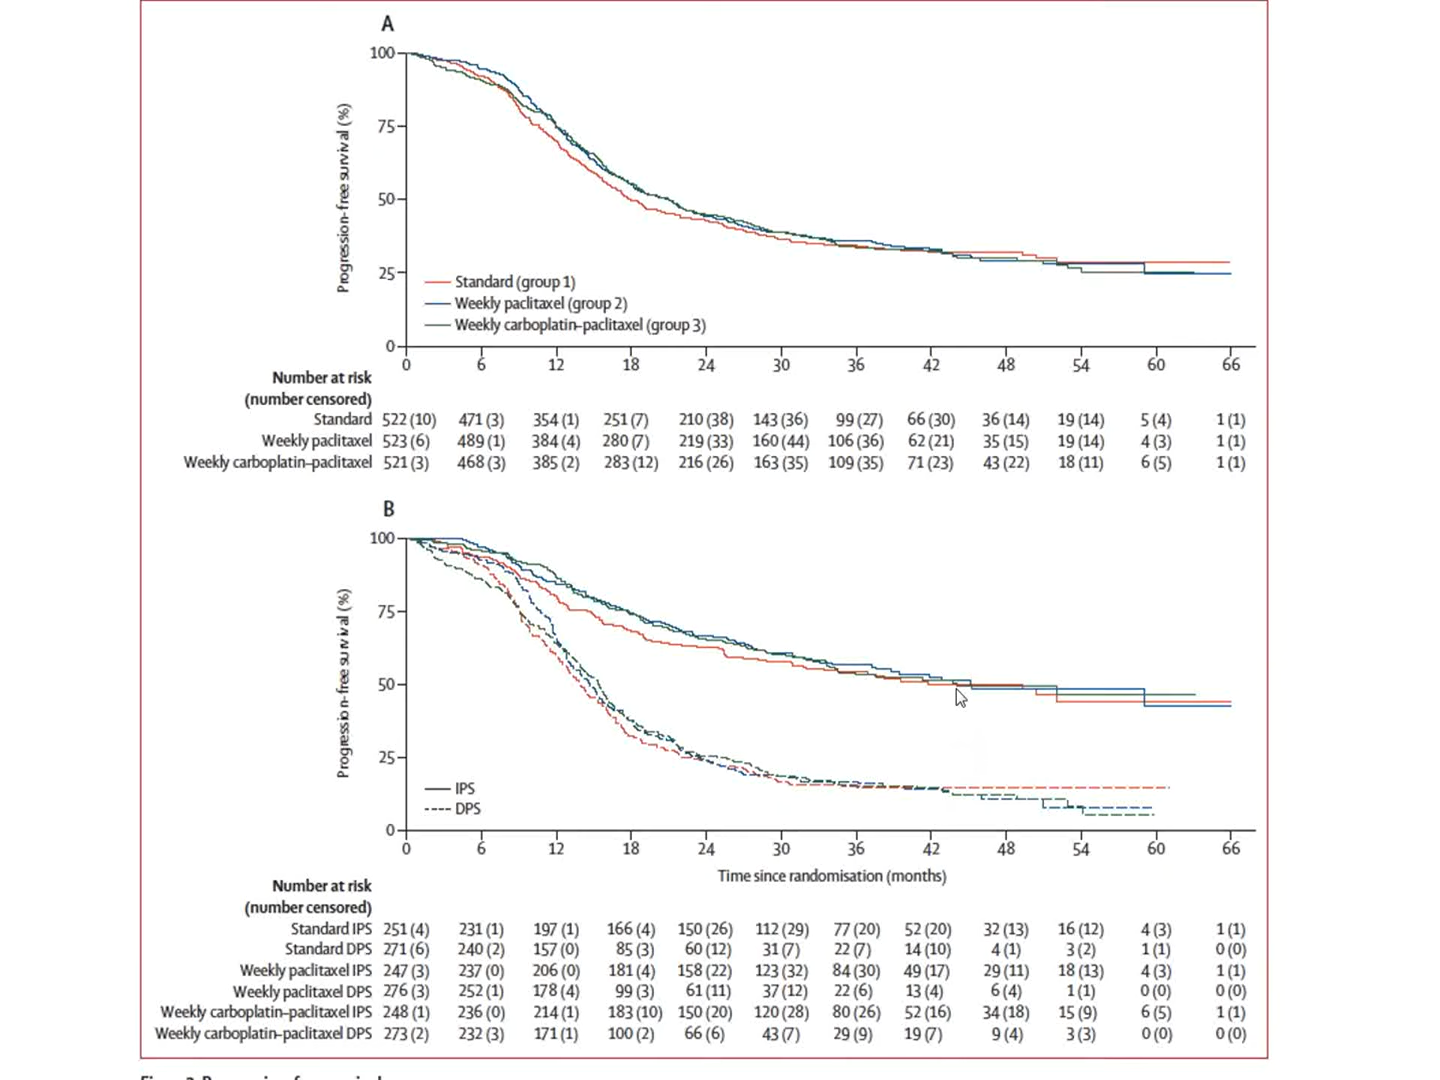 A
100
75
50
25
0
Progression-free survival (%)
Standard (group 1)
Weekly paclitaxel (group 2)
Weekly carboplatin–paclitaxel (group 3)
0 6 12 18 24 30 36 42 48 54 60 66
Number at risk
(number censored)
Standard 522 (10) 471 (3) 354 (1) 251 (7) 210 (38) 143 (36) 99 (27) 66 (30) 36 (14) 19 (14) 5 (4) 1 (1)
Weekly paclitaxel 523 (6) 489 (1) 384 (4) 280 (7) 219 (33) 160 (44) 106 (36) 62 (21) 35 (15) 19 (14) 4 (3) 1 (1)
Weekly carboplatin–paclitaxel 521 (3) 468 (3) 385 (2) 283 (12) 216 (26) 163 (35) 109 (35) 71 (23) 43 (22) 18 (11) 6 (5) 1 (1)
B
100
75
50
25
0
Progression-free survival (%)
IPS
DPS
0 6 12 18 24 30 36 42 48 54 60 66
Time since randomisation (months)
Number at risk
(number censored)
Standard IPS 251 (4) 231 (1) 197 (1) 166 (4) 150 (26) 112 (29) 77 (20) 52 (20) 32 (13) 16 (12) 4 (3) 1 (1)
Standard DPS 271 (6) 240 (2) 157 (0) 85 (3) 60 (12) 31 (7) 22 (7) 14 (10) 4 (1) 3 (2) 1 (1) 0 (0)
Weekly paclitaxel IPS 247 (3) 237 (0) 206 (0) 181 (4) 158 (22) 123 (32) 84 (30) 49 (17) 29 (11) 18 (13) 4 (3) 1 (1)
Weekly paclitaxel DPS 276 (3) 252 (1) 178 (4) 99 (3) 61 (11) 37 (12) 22 (6) 13 (4) 6 (4) 1 (1) 0 (0) 0 (0)
Weekly carboplatin–paclitaxel IPS 248 (1) 236 (0) 214 (1) 183 (10) 150 (20) 120 (28) 80 (26) 52 (16) 34 (18) 15 (9) 6 (5) 1 (1)
Weekly carboplatin–paclitaxel DPS 273 (2) 232 (3) 171 (1) 100 (2) 66 (6) 43 (7) 29 (9) 19 (7) 9 (4) 3 (3) 0 (0) 0 (0)